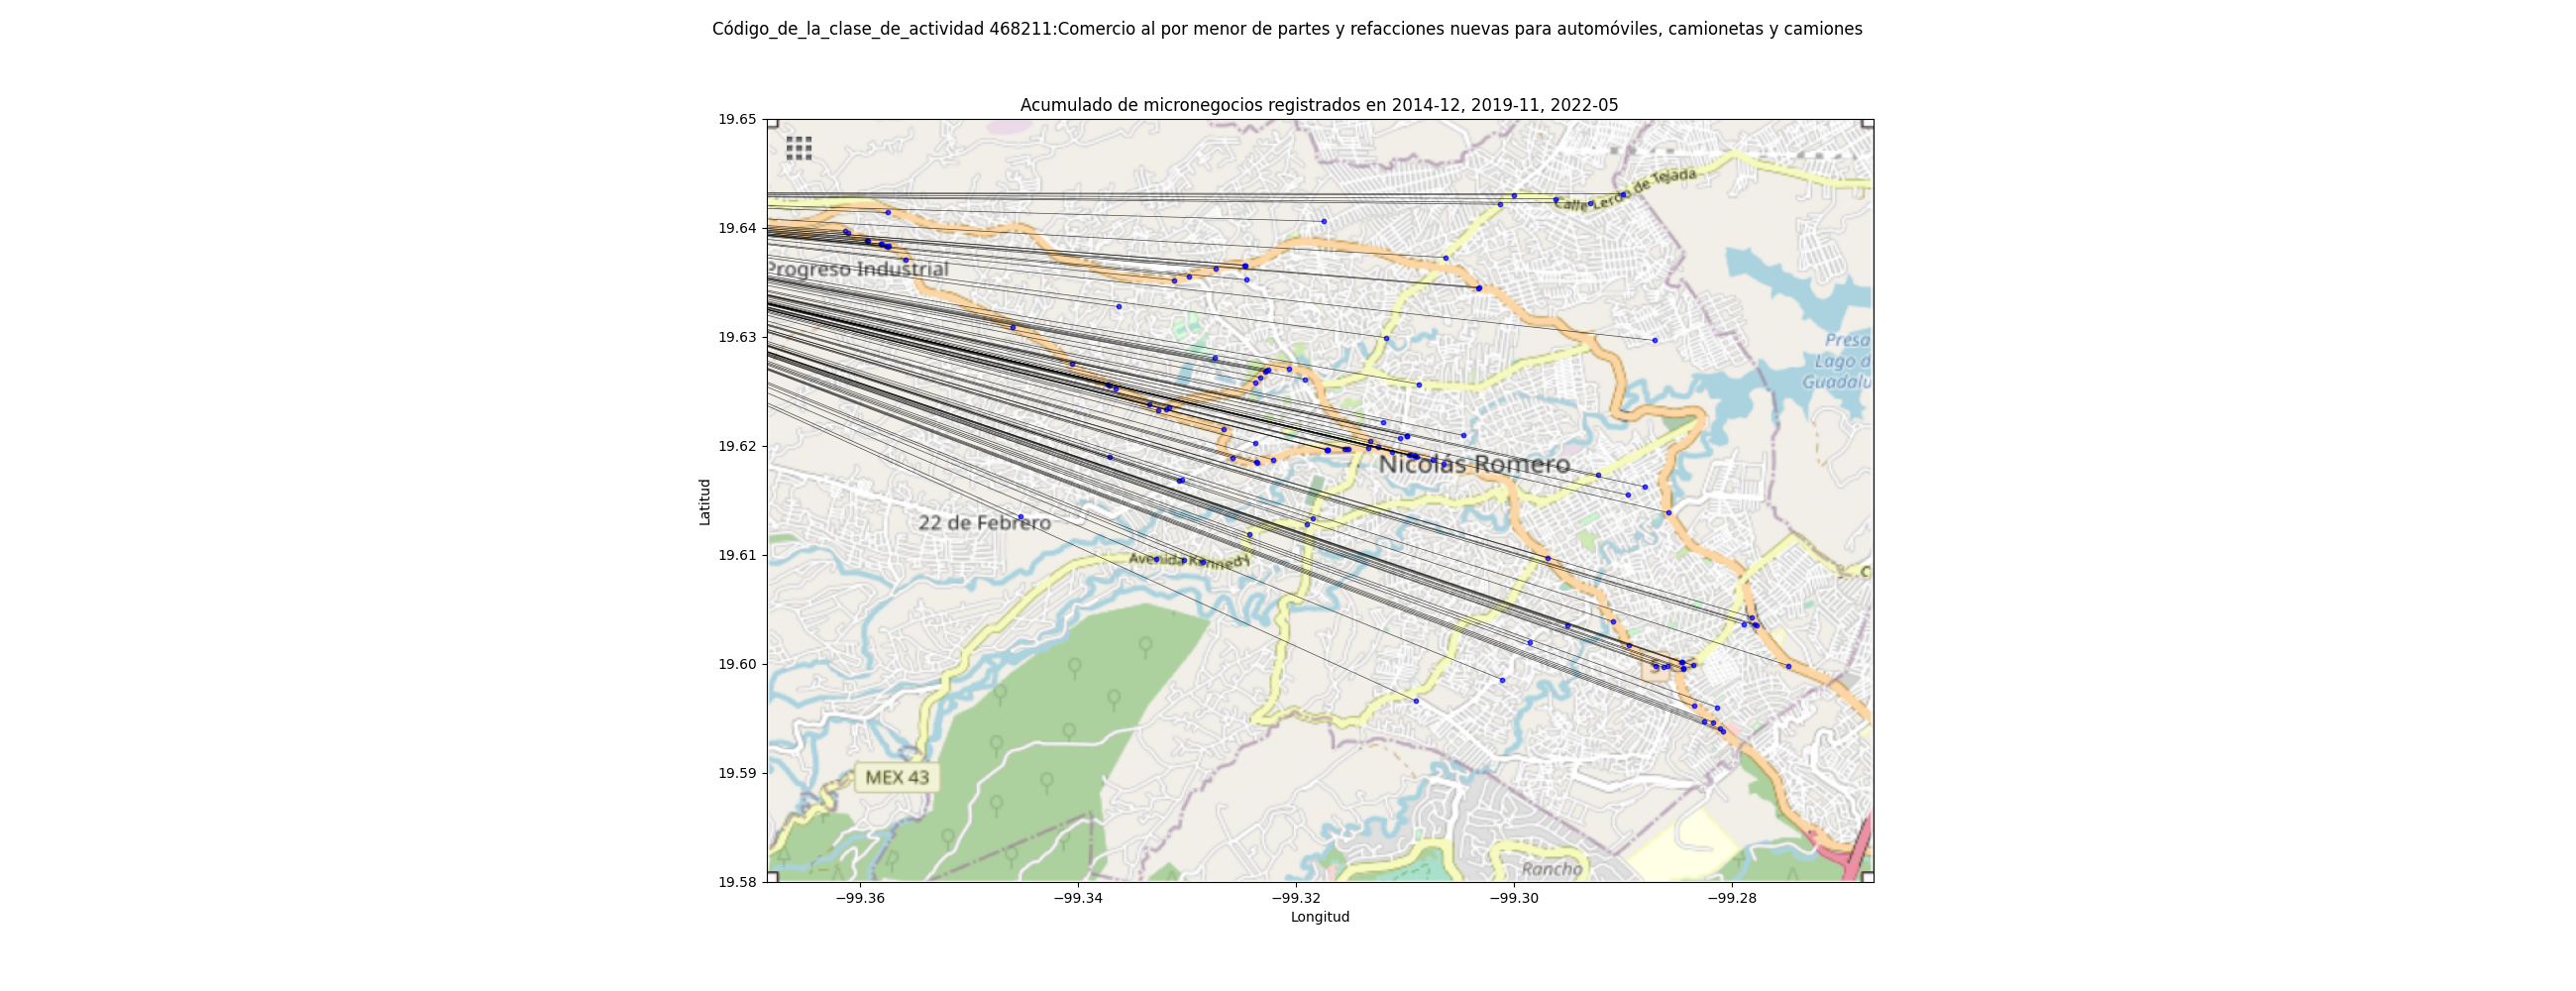 Código_de_la_clase_de_actividad 468211:Comercio al por menor de partes y refacciones nuevas para automóviles, camionetas y camiones
Acumulado de micronegocios registrados en 2014-12, 2019-11, 2022-05
19.65
19.64
19.63
19.62
19.61
19.60
19.59
19.58
Latitud
Calle Lerdo de Tejada
Progreso Industrial
Presa
Lago d
Guadalu
Nicolás Romero
22 de Febrero
Avenida Kennedy
C
MEX 43
Rancho
−99.36
−99.34
−99.32
−99.30
−99.28
Longitud